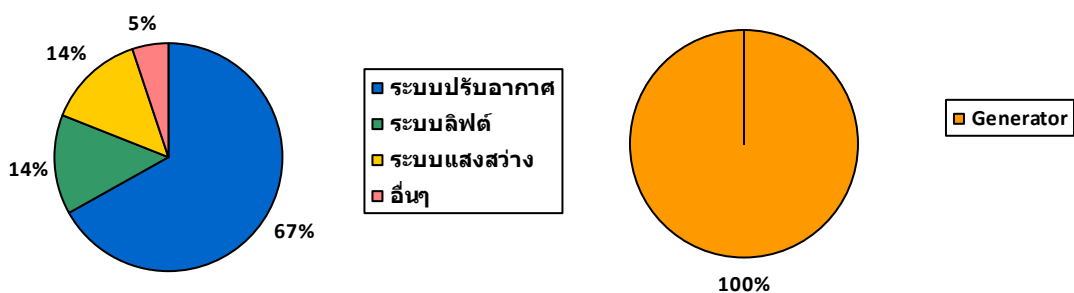 5%
14%
14%
67%
ระบบปรับอากาศ
ระบบลิฟต์
ระบบแสงสว่าง
อื่นๆ
100%
Generator